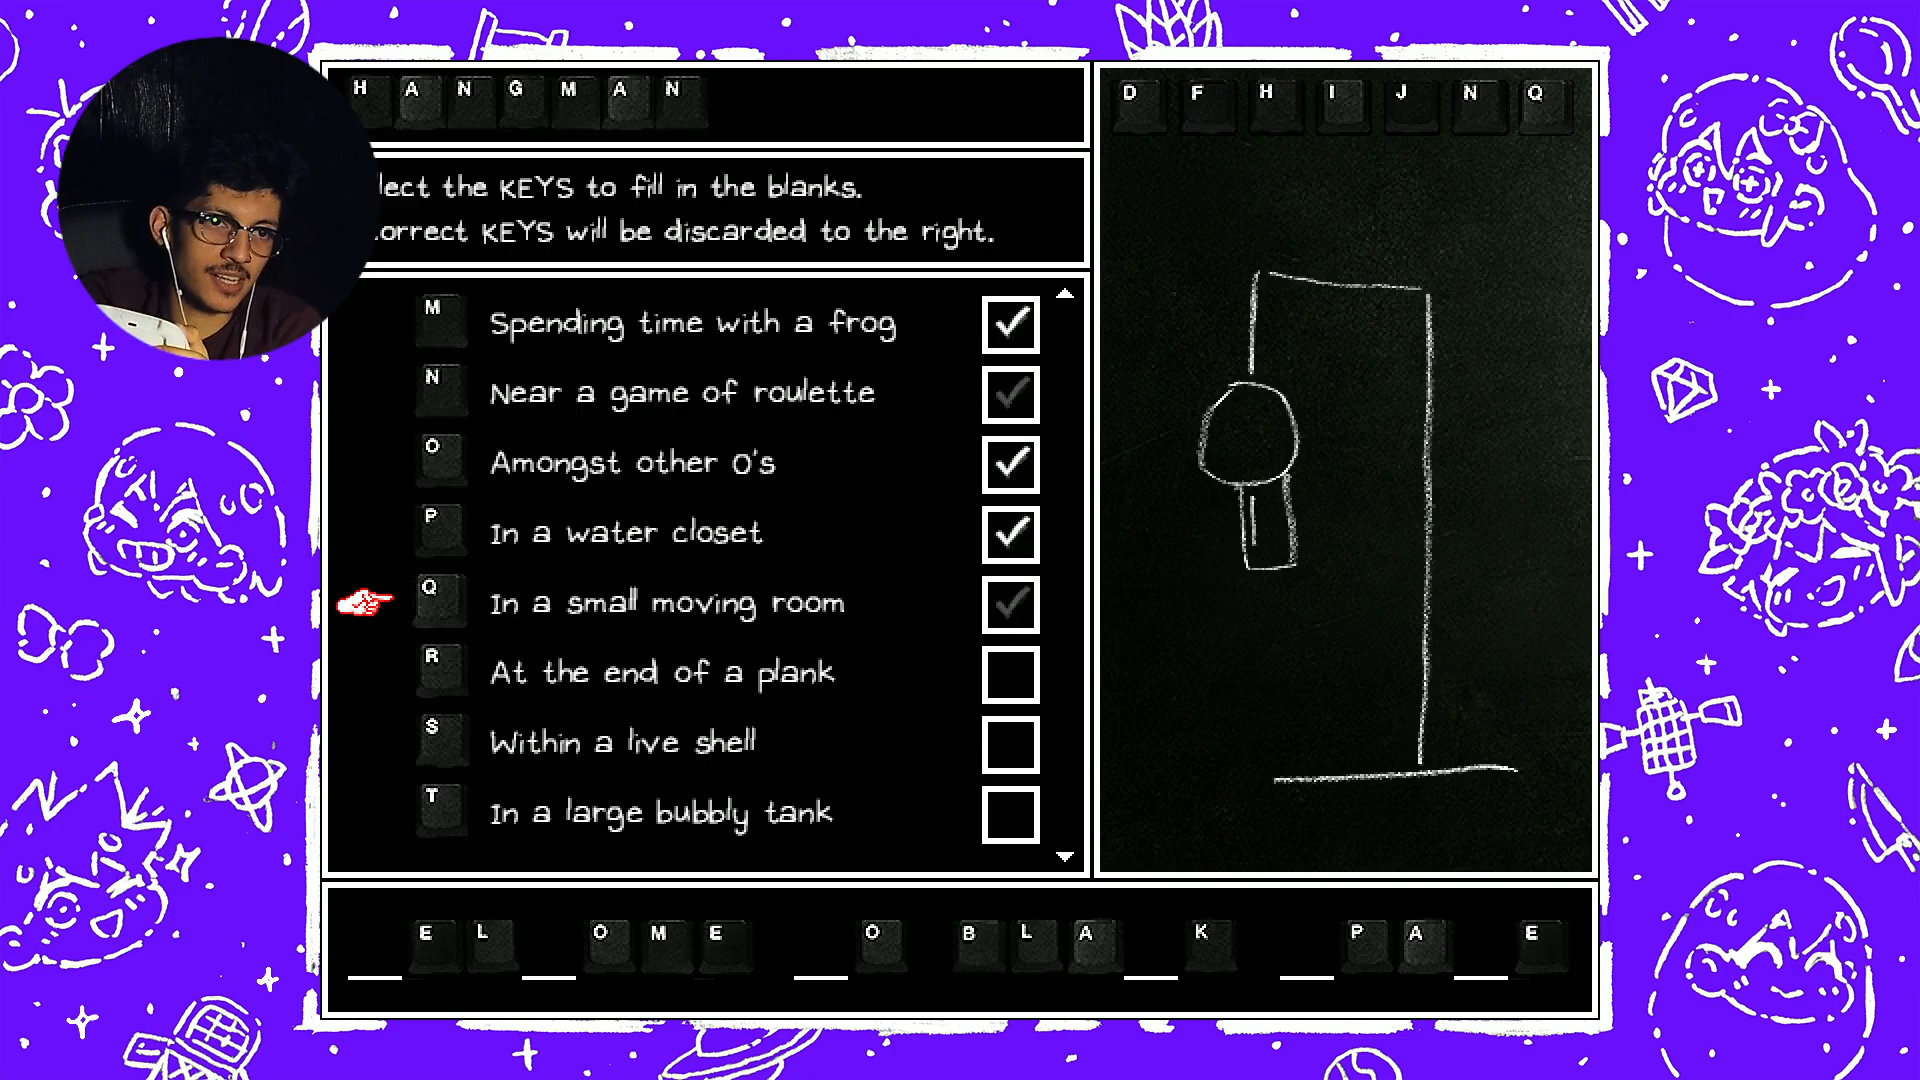 H A N G M A N
D F H I J N Q
lect the KEYS to fill in the blanks.
orrect KEYS will be discarded to the right.
M Spending time with a frog
N Near a game of roulette
O Amongst other O's
P In a water closet
Q In a small moving room
R At the end of a plank
S Within a live shell
T In a large bubbly tank
_ E L _ O M E _ O B L A _ K _ P A _ E